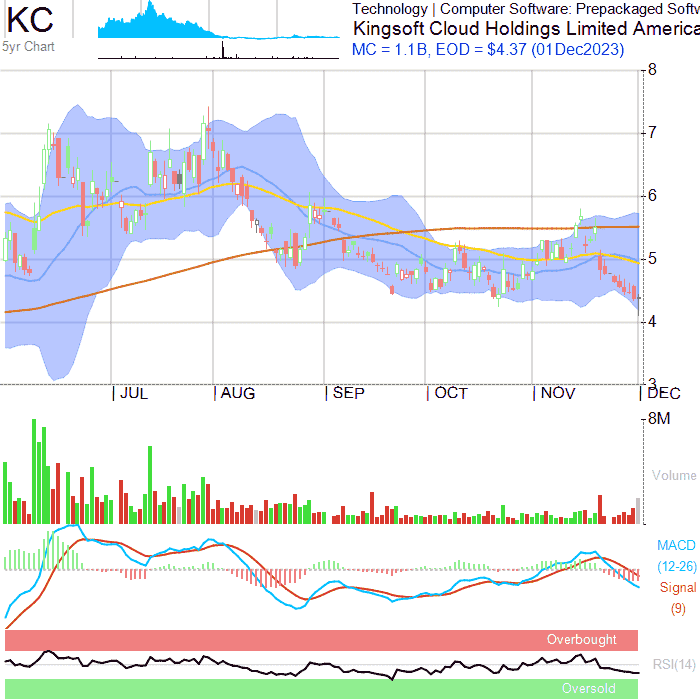 KC
5yr Chart
Technology | Computer Software: Prepackaged Softw
Kingsoft Cloud Holdings Limited America
MC = 1.1B, EOD = $4.37 (01Dec2023)
8
7
6
5
4
3
JUL
AUG
SEP
OCT
NOV
DEC
8M
Volume
MACD
(12-26)
Signal
(9)
Overbought
RSI(14)
Oversold